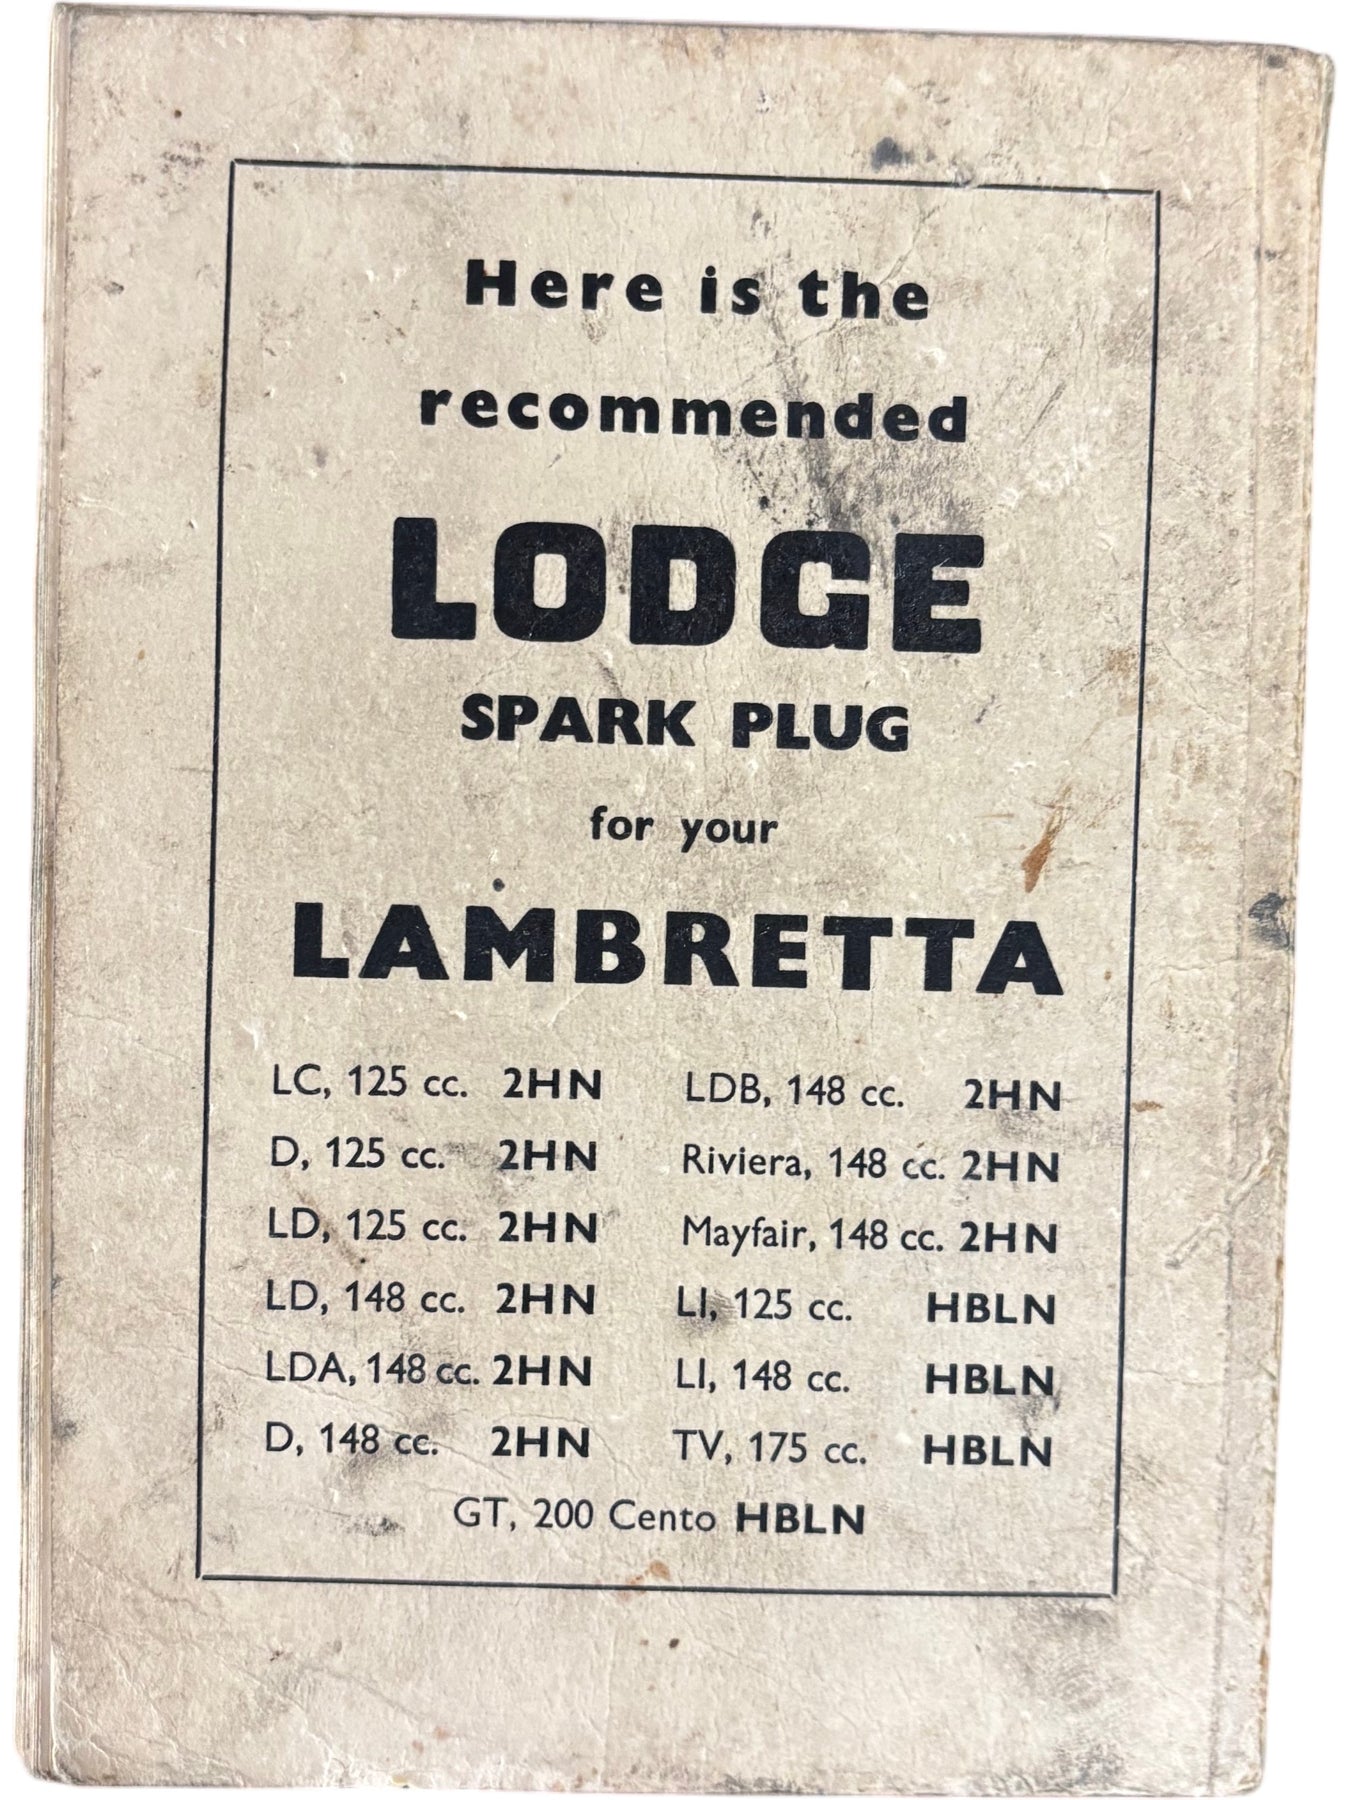 Here is the
recommended
LODGE
SPARK PLUG
for your
LAMBRETTA
LC, 125 cc. 2HN
D, 125 cc. 2HN
LD, 125 cc. 2HN
LD, 148 cc. 2HN
LDA, 148 cc. 2HN
D, 148 cc. 2HN
LDB, 148 cc. 2HN
Riviera, 148 cc. 2HN
Mayfair, 148 cc. 2HN
LI, 125 cc. HBLN
LI, 148 cc. HBLN
TV, 175 cc. HBLN
GT, 200 Cento HBLN